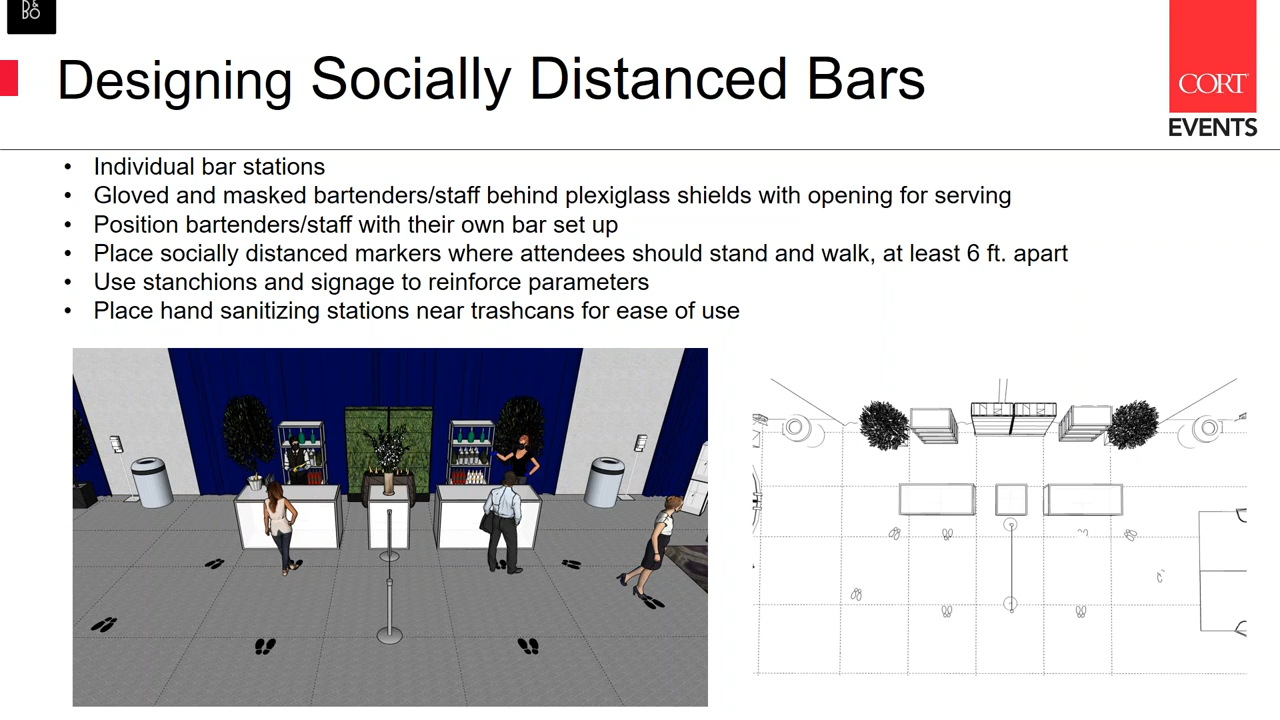 B&
BO
Designing Socially Distanced Bars
CORT
EVENTS
• Individual bar stations
• Gloved and masked bartenders/staff behind plexiglass shields with opening for serving
• Position bartenders/staff with their own bar set up
• Place socially distanced markers where attendees should stand and walk, at least 6 ft. apart
• Use stanchions and signage to reinforce parameters
• Place hand sanitizing stations near trashcans for ease of use